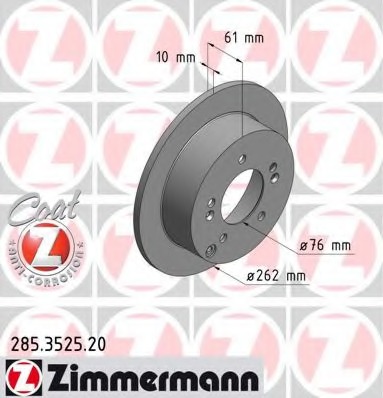 61 mm
10 mm
Coat
Z
ANTI-CORROSION
ø76 mm
ø262 mm
285.3525.20
Z Zimmermann